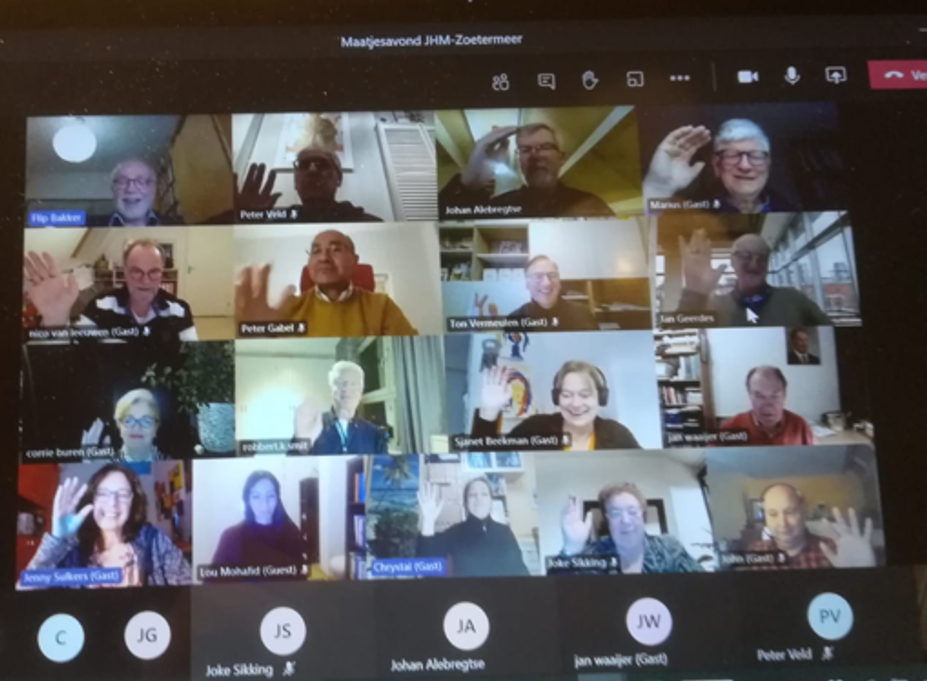 Maatjesavond JHM-Zoetermeer
Ve
Flip Bakker
Peter Veld
Johan Alebregtse
Marius (Gast)
nico van leeuwen (Gast)
Peter Gabel
Ton Vermeulen (Gast)
Jan Geerdes
corrie buren (Gast)
robbert.k.smit
Sjanet Beekman (Gast)
jan waaijer (Gast)
Jenny Sulkers (Gast)
Lou Mohafid (Guest)
Chrystal (Gast)
Joke Sikking
John (Gast)
C
JG
JS
JA
JW
PV
Joke Sikking
Johan Alebregtse
jan waaijer (Gast)
Peter Veld